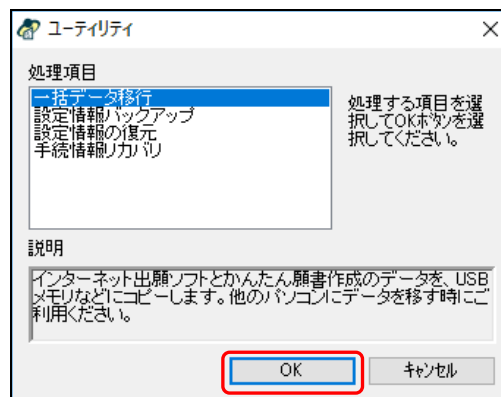 ユーティリティ
処理項目
一括データ移行
設定情報バックアップ
設定情報の復元
手続情報リカバリ
処理する項目を選
択してOKボタンを選
択してください。
説明
インターネット出願ソフトとかんたん願書作成のデータを、USB
メモリなどにコピーします。他のパソコンにデータを移す時にご
利用ください。
OK
キャンセル